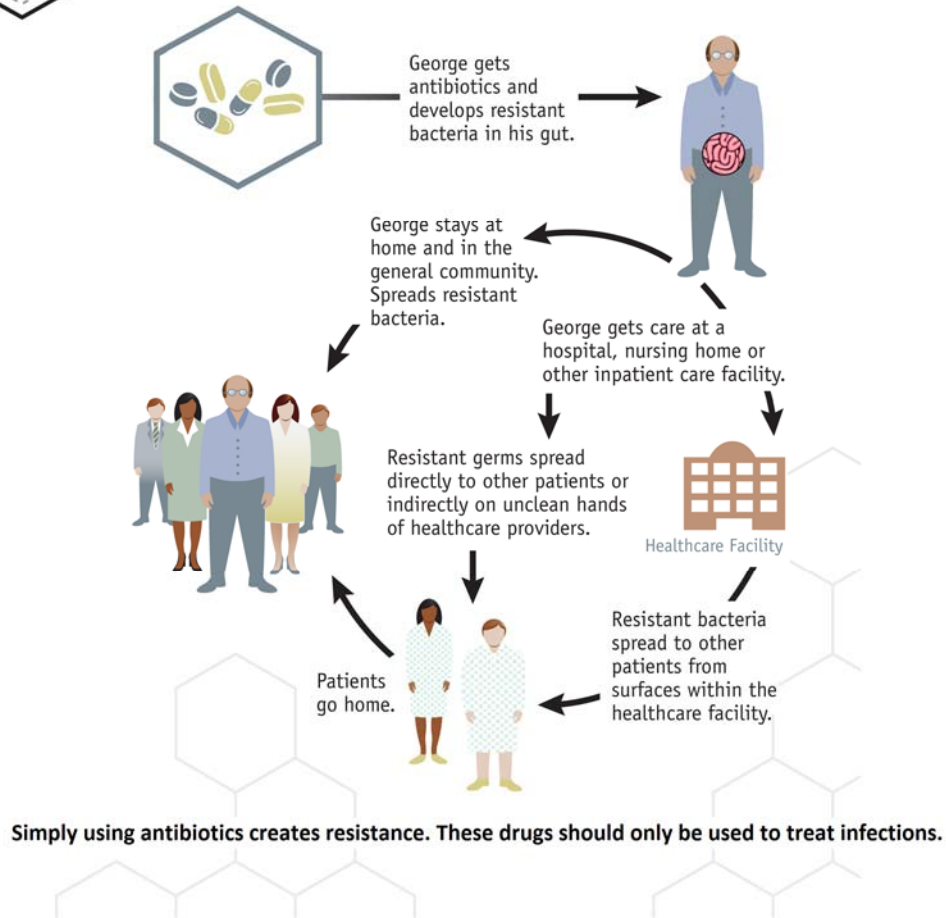 George gets
antibiotics and
develops resistant
bacteria in his gut.
George stays at
home and in the
general community.
Spreads resistant
bacteria.
George gets care at a
hospital, nursing home or
other inpatient care facility.
Resistant germs spread
directly to other patients or
indirectly on unclean hands
of healthcare providers.
Healthcare Facility
Resistant bacteria
spread to other
patients from
surfaces within the
healthcare facility.
Patients
go home.
Simply using antibiotics creates resistance. These drugs should only be used to treat infections.